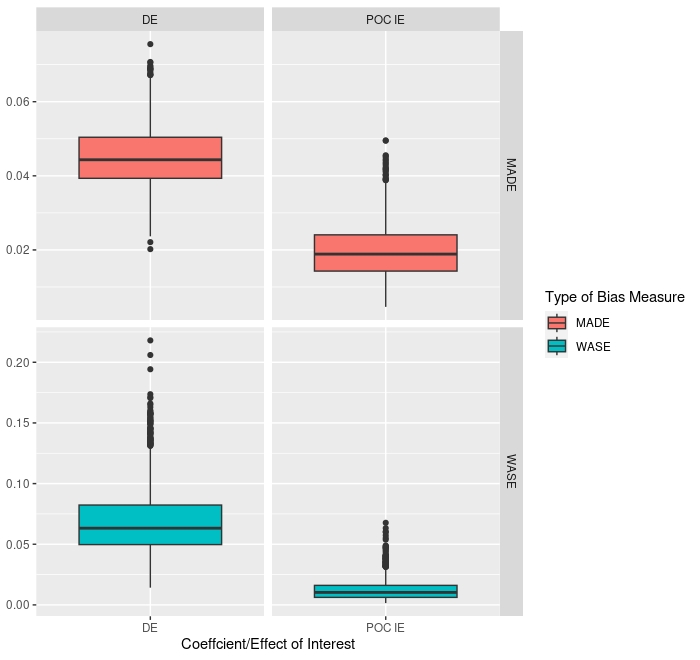 DE
POC IE
0.06
0.04
0.02
MADE
0.20
0.15
0.10
0.05
0.00
WASE
DE
POC IE
Coeffcient/Effect of Interest
Type of Bias Measure
MADE
WASE